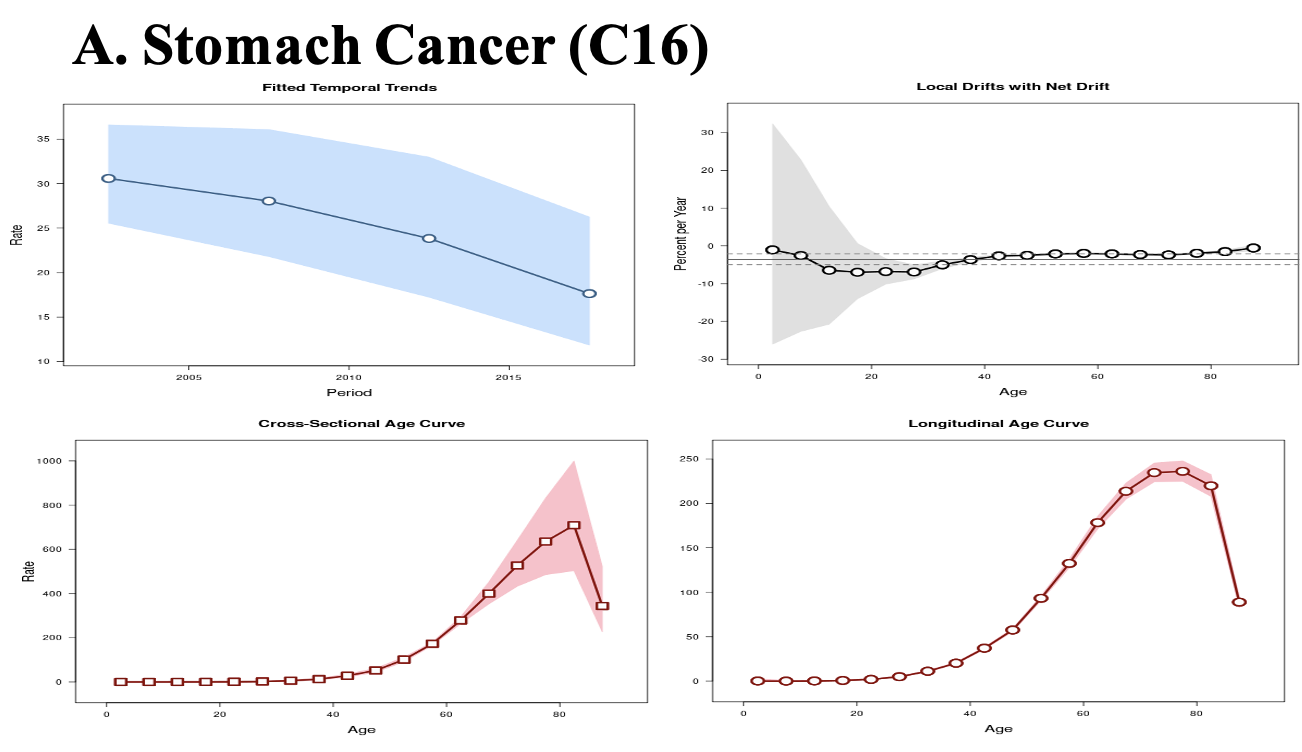 A. Stomach Cancer (C16)
Fitted Temporal Trends
35
30
25
20
15
10
Rate
2005 2010 2015
Period
Local Drifts with Net Drift
30
20
10
0
-10
-20
-30
Percent per Year
0 20 40 60 80
Age
Cross-Sectional Age Curve
1000
800
600
400
200
0
Rate
0 20 40 60 80
Age
Longitudinal Age Curve
250
200
150
100
50
0
0 20 40 60 80
Age